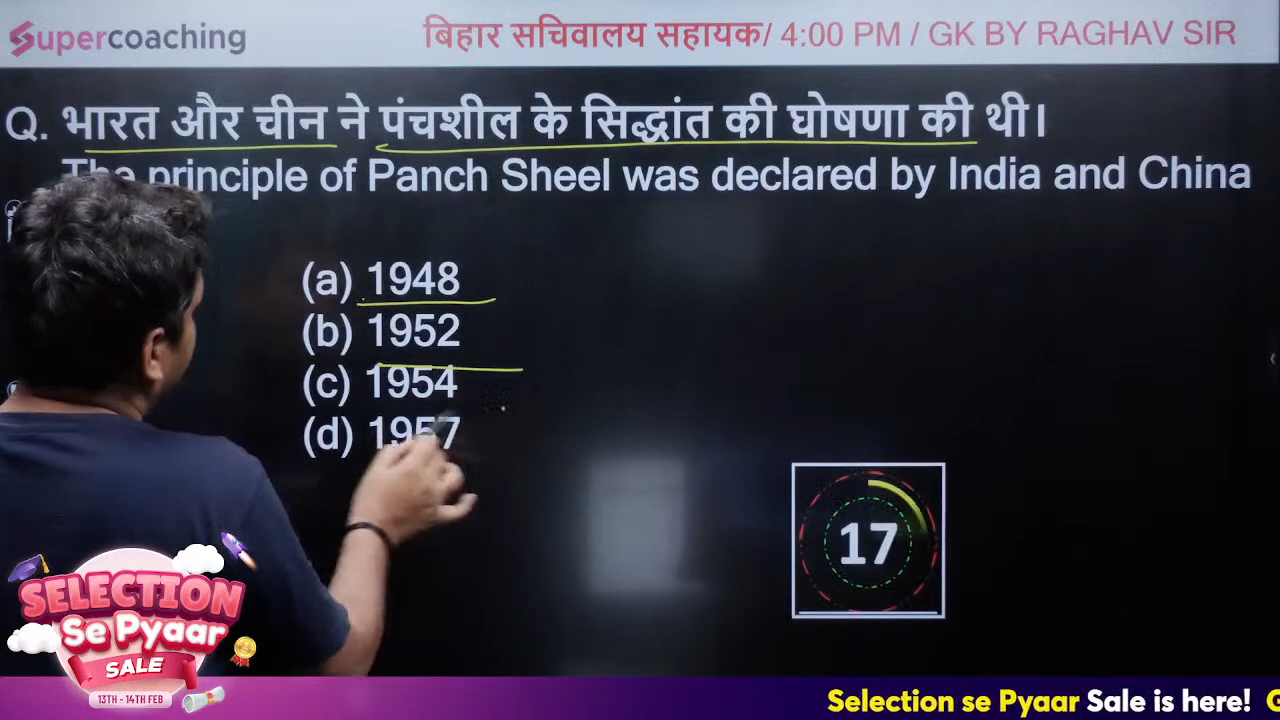 Supercoaching
बिहार सचिवालय सहायक/ 4:00 PM / GK BY RAGHAV SIR
Q. भारत और चीन ने पंचशील के सिद्धांत की घोषणा की थी।
The principle of Panch Sheel was declared by India and China
(a) 1948
(b) 1952
(c) 1954
(d) 1957
17
SELECTION
Se Pyaar
SALE
13TH - 14TH FEB
Selection se Pyaar Sale is here!